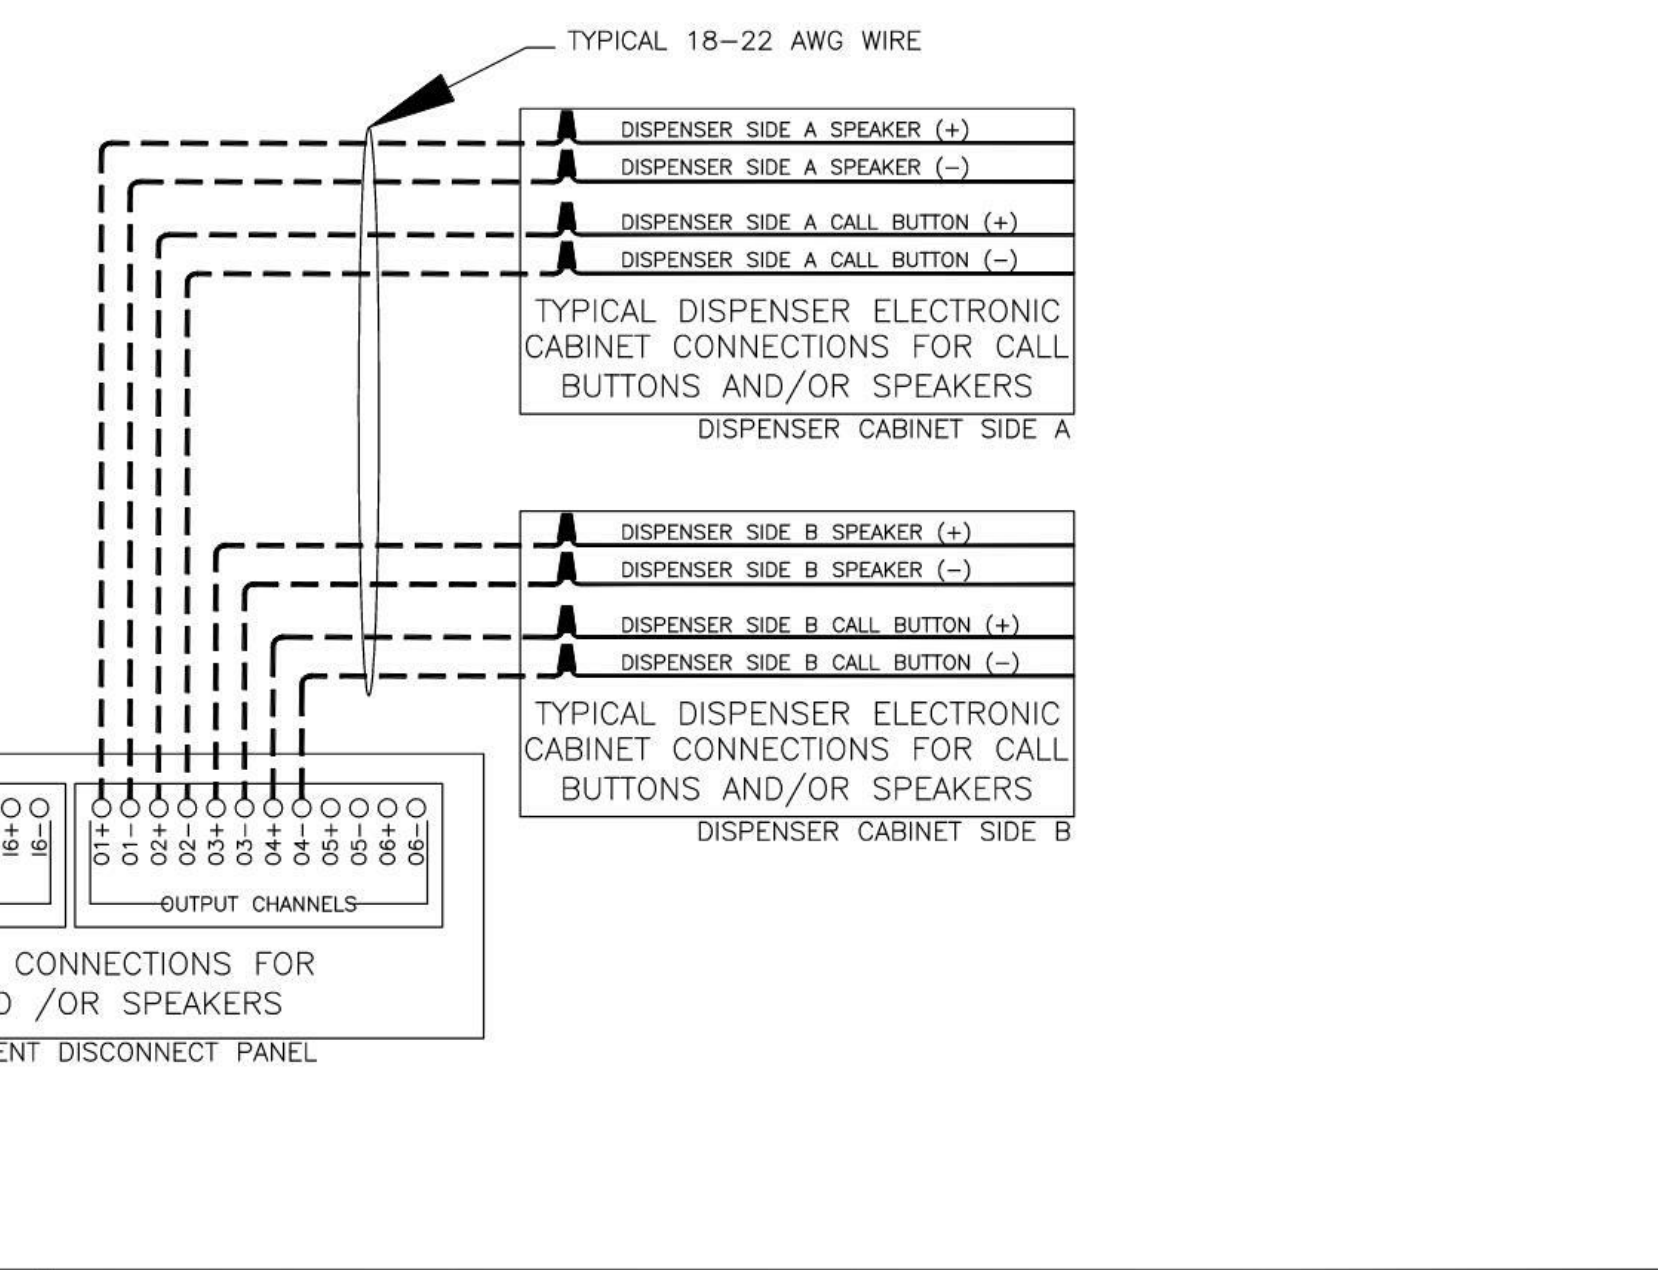 TYPICAL 18-22 AWG WIRE
DISPENSER SIDE A SPEAKER (+)
DISPENSER SIDE A SPEAKER (-)
DISPENSER SIDE A CALL BUTTON (+)
DISPENSER SIDE A CALL BUTTON (-)
TYPICAL DISPENSER ELECTRONIC
CABINET CONNECTIONS FOR CALL
BUTTONS AND/OR SPEAKERS
DISPENSER CABINET SIDE A
DISPENSER SIDE B SPEAKER (+)
DISPENSER SIDE B SPEAKER (-)
DISPENSER SIDE B CALL BUTTON (+)
DISPENSER SIDE B CALL BUTTON (-)
TYPICAL DISPENSER ELECTRONIC
CABINET CONNECTIONS FOR CALL
BUTTONS AND/OR SPEAKERS
DISPENSER CABINET SIDE B
16+
16-
O1+
O1-
O2+
O2-
O3+
O3-
O4+
O4-
O5+
O5-
O6+
O6-
OUTPUT CHANNELS
CONNECTIONS FOR
/OR SPEAKERS
ENT DISCONNECT PANEL